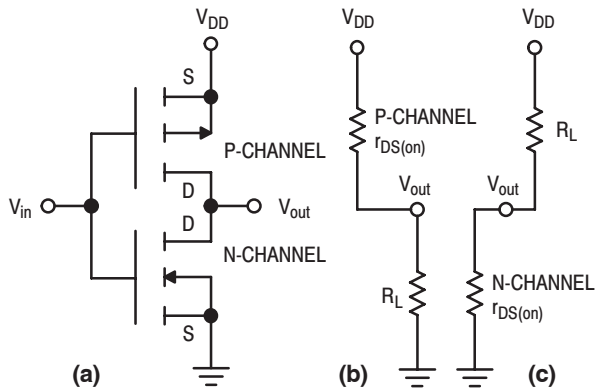 V_DD
S
P-CHANNEL
D
V_in
V_out
D
N-CHANNEL
S
(a)
V_DD
P-CHANNEL
r_DS(on)
V_out
R_L
(b)
V_DD
R_L
V_out
N-CHANNEL
r_DS(on)
(c)